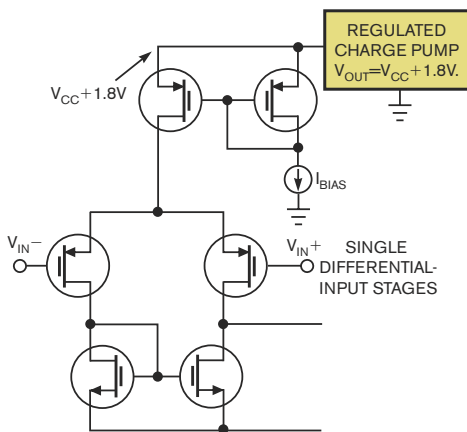 REGULATED
CHARGE PUMP
V_OUT=V_CC+1.8V.
V_CC+1.8V
I_BIAS
V_IN−
V_IN+
SINGLE
DIFFERENTIAL-
INPUT STAGES